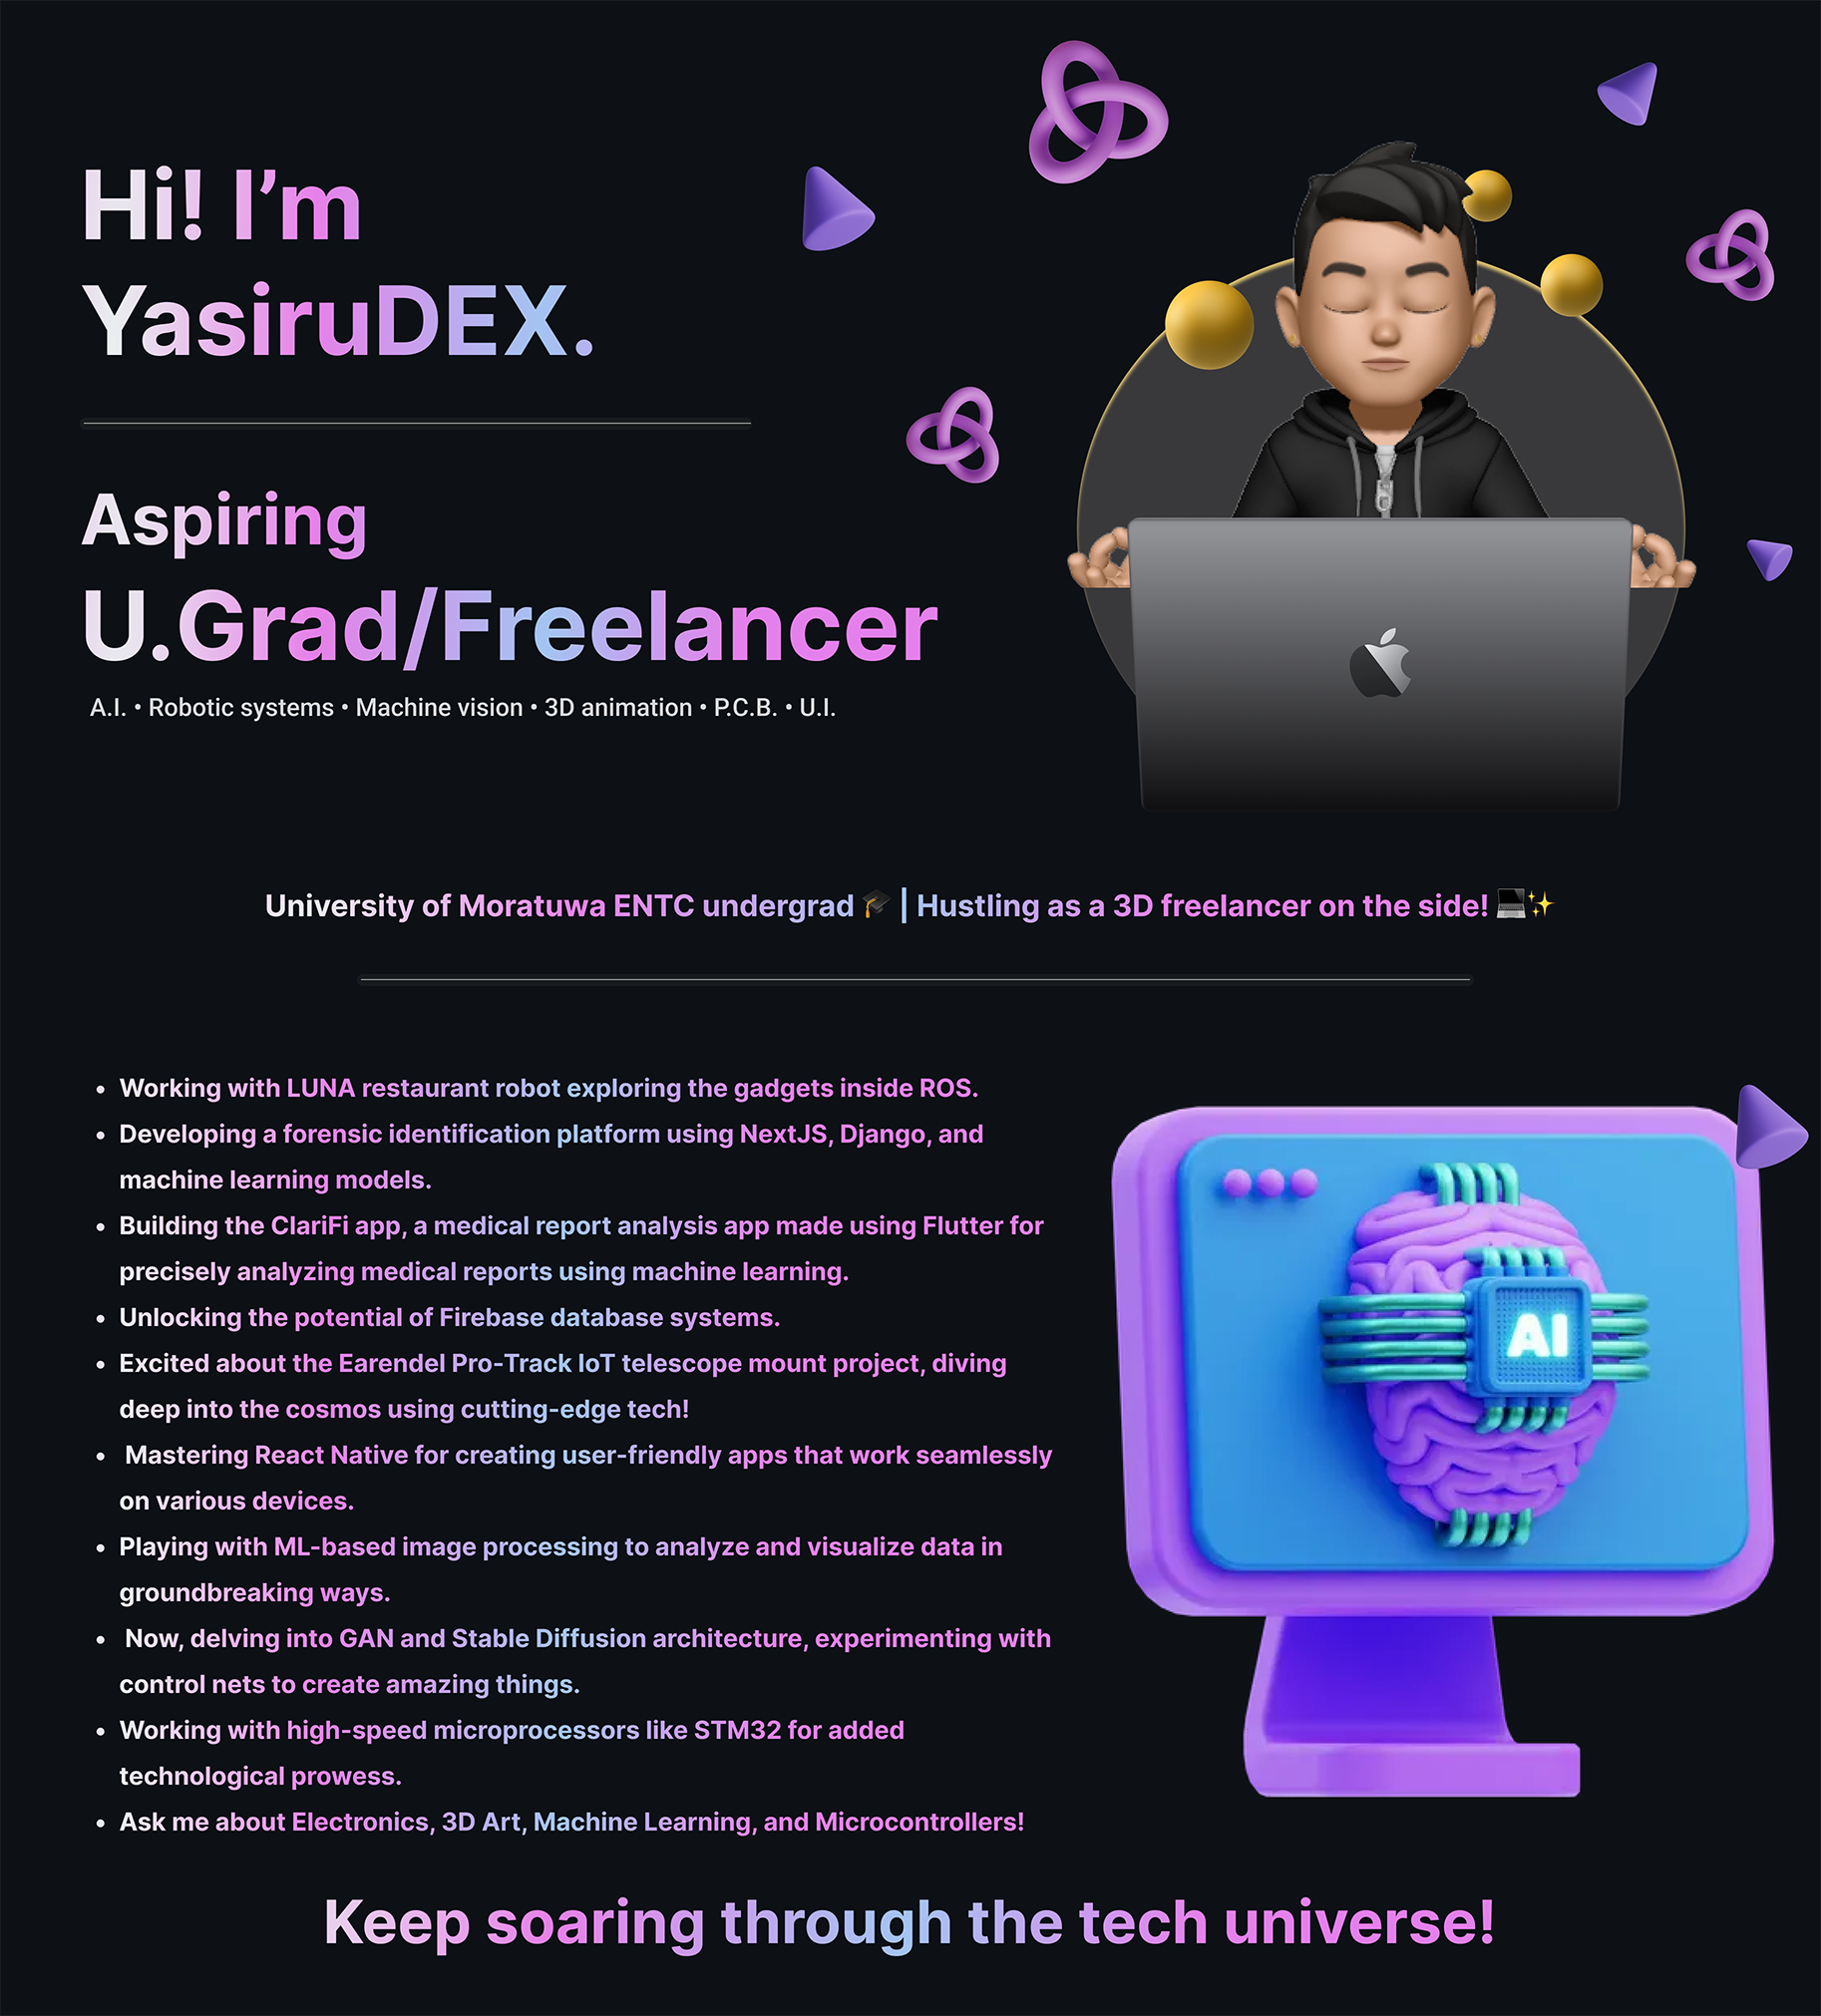 Hi! I’m
YasiruDEX.
Aspiring
U.Grad/Freelancer
A.I. • Robotic systems • Machine vision • 3D animation • P.C.B. • U.I.
University of Moratuwa ENTC undergrad 🎓 | Hustling as a 3D freelancer on the side! 💻✨
• Working with LUNA restaurant robot exploring the gadgets inside ROS.
• Developing a forensic identification platform using NextJS, Django, and
machine learning models.
• Building the ClariFi app, a medical report analysis app made using Flutter for
precisely analyzing medical reports using machine learning.
• Unlocking the potential of Firebase database systems.
• Excited about the Earendel Pro-Track IoT telescope mount project, diving
deep into the cosmos using cutting-edge tech!
• Mastering React Native for creating user-friendly apps that work seamlessly
on various devices.
• Playing with ML-based image processing to analyze and visualize data in
groundbreaking ways.
• Now, delving into GAN and Stable Diffusion architecture, experimenting with
control nets to create amazing things.
• Working with high-speed microprocessors like STM32 for added
technological prowess.
• Ask me about Electronics, 3D Art, Machine Learning, and Microcontrollers!
AI
Keep soaring through the tech universe!